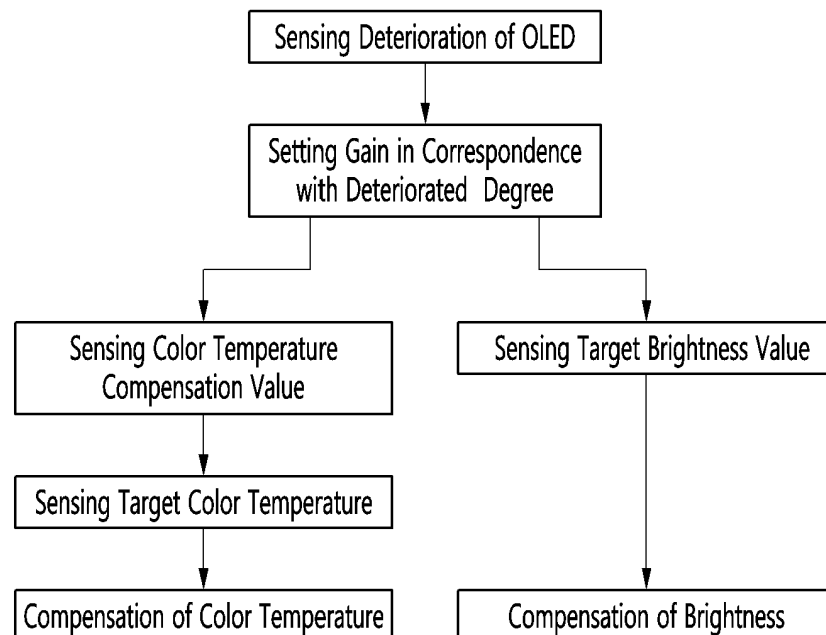 Sensing Deterioration of OLED
Setting Gain in Correspondence
with Deteriorated Degree
Sensing Color Temperature
Compensation Value
Sensing Target Brightness Value
Sensing Target Color Temperature
Compensation of Color Temperature
Compensation of Brightness